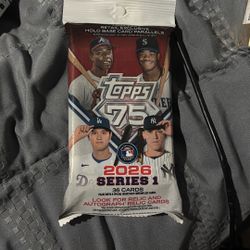 RETAIL EXCLUSIVE
HOLO BASE CARD PARALLELS
Topps
75
2026
SERIES 1
36 CARDS
LOOK FOR RELIC AND
AUTOGRAPH RELIC CARDS